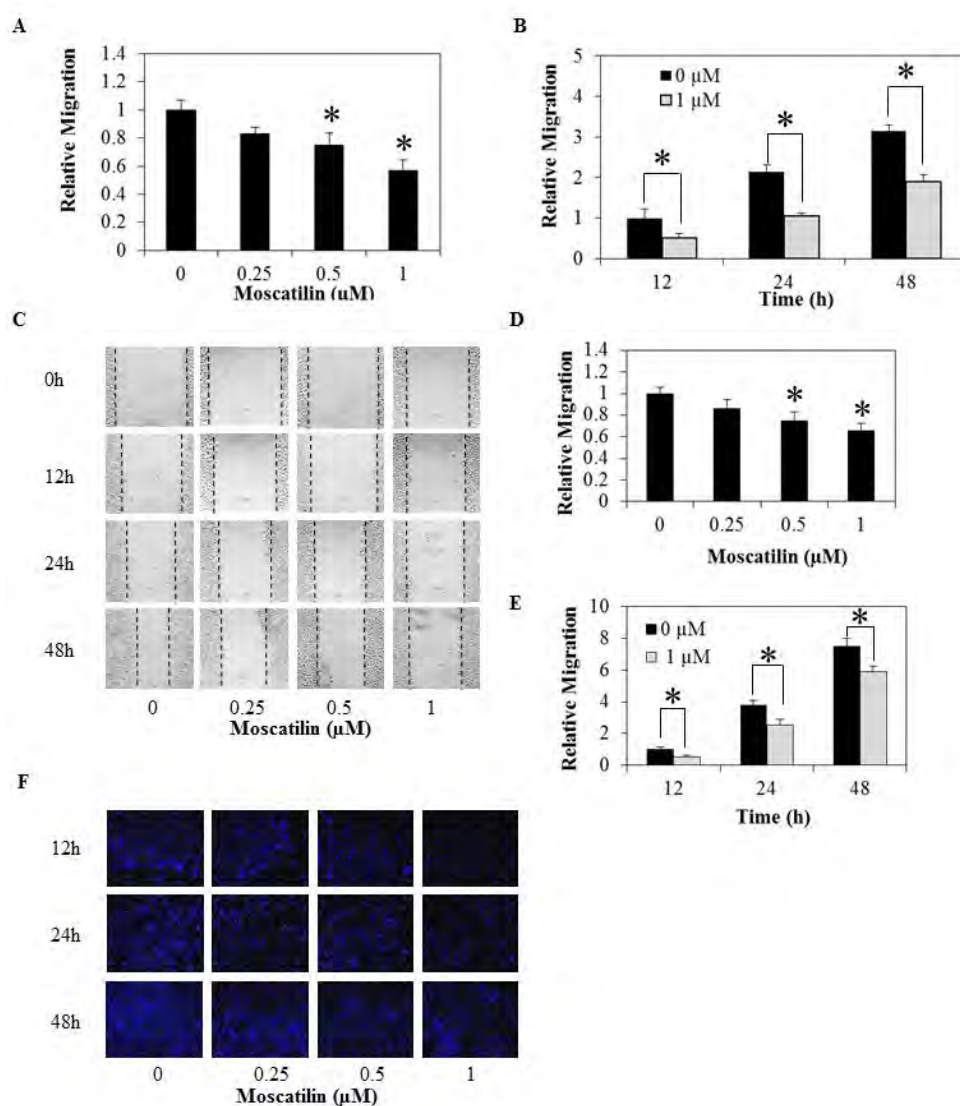 A
Relative Migration
1.4
1.2
1
0.8
0.6
0.4
0.2
0
*
*
0
0.25
0.5
1
Moscatilin (µM)
B
Relative Migration
5
4
3
2
1
0
0 µM
1 µM
*
*
*
12
24
48
Time (h)
C
0h
12h
24h
48h
0
0.25
0.5
1
Moscatilin (µM)
D
Relative Migration
1.4
1.2
1
0.8
0.6
0.4
0.2
0
*
*
0
0.25
0.5
1
Moscatilin (µM)
E
Relative Migration
10
8
6
4
2
0
0 µM
1 µM
*
*
*
12
24
48
Time (h)
F
12h
24h
48h
0
0.25
0.5
1
Moscatilin (µM)